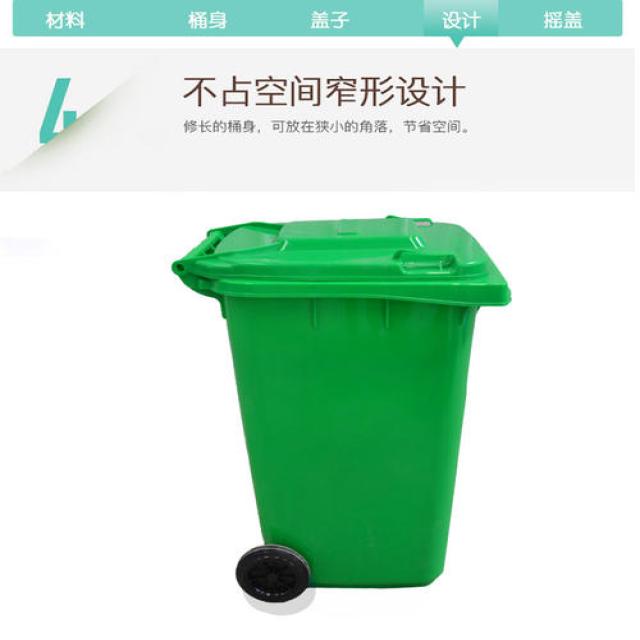 材料 桶身 盖子 设计 摇盖
4
不占空间窄形设计
修长的桶身，可放在狭小的角落，节省空间。